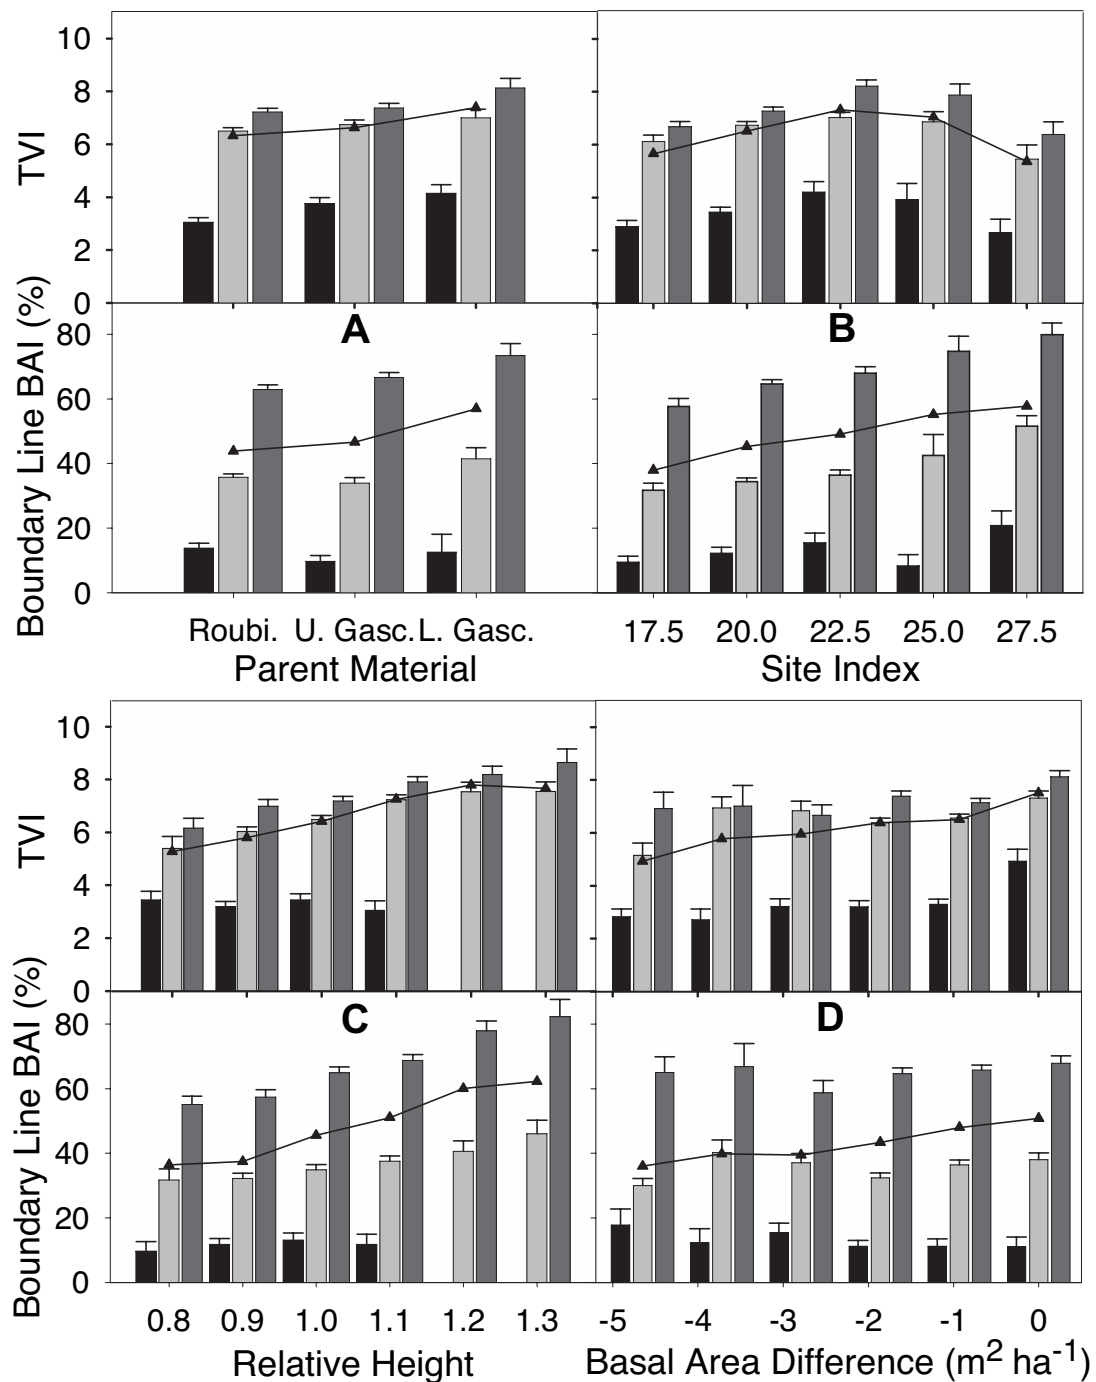 10
8
6
4
2
0
TVI
A
B
80
60
40
20
0
Boundary Line BAI (%)
Roubi. U. Gasc. L. Gasc.
17.5 20.0 22.5 25.0 27.5
Parent Material
Site Index
10
8
6
4
2
0
TVI
C
D
80
60
40
20
0
Boundary Line BAI (%)
0.8 0.9 1.0 1.1 1.2 1.3
-5 -4 -3 -2 -1 0
Relative Height
Basal Area Difference (m² ha⁻¹)